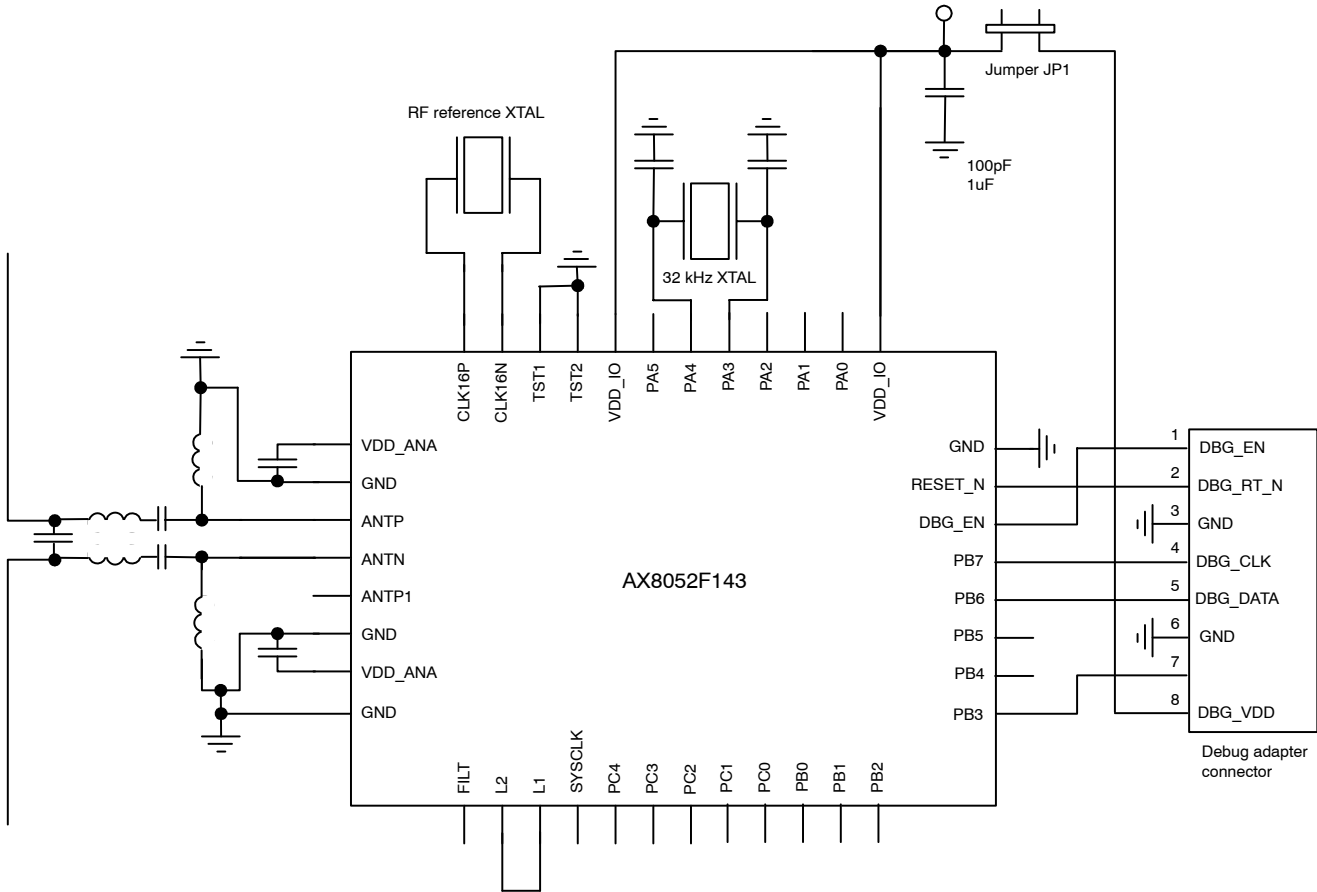 Jumper JP1
RF reference XTAL
100pF
1uF
32 kHz XTAL
CLK16P
CLK16N
TST1
TST2
VDD_IO
PA5
PA4
PA3
PA2
PA1
PA0
VDD_IO
VDD_ANA
GND
ANTP
ANTN
ANTP1
GND
VDD_ANA
GND
AX8052F143
GND
RESET_N
DBG_EN
PB7
PB6
PB5
PB4
PB3
1
DBG_EN
2
DBG_RT_N
3
GND
4
DBG_CLK
5
DBG_DATA
6
GND
7
8
DBG_VDD
Debug adapter
connector
FILT
L2
L1
SYSCLK
PC4
PC3
PC2
PC1
PC0
PB0
PB1
PB2